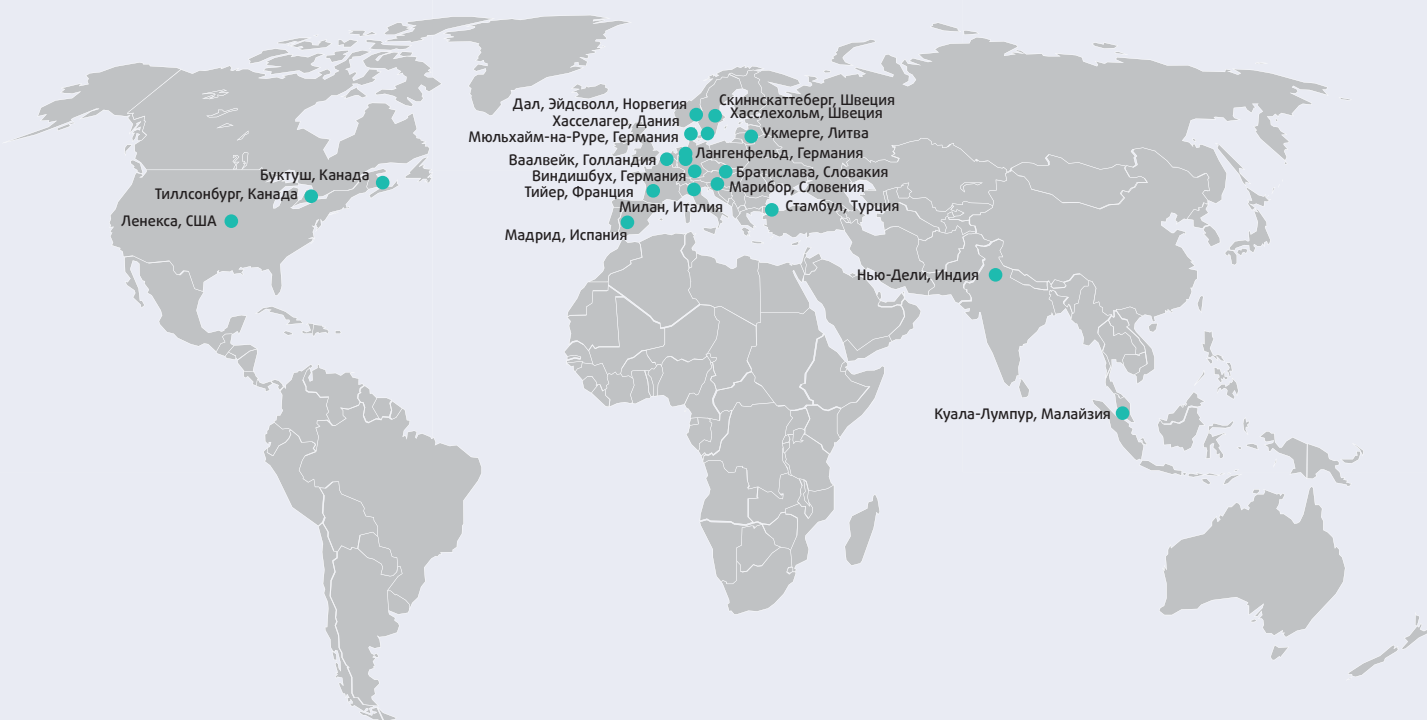 Скиннскаттеберг, Швеция
Дал, Эйдсволл, Норвегия
Хасслехольм, Швеция
Хасселагер, Дания
Укмерге, Литва
Мюльхайм-на-Руре, Германия
Лангенфельд, Германия
Ваалвейк, Голландия
Братислава, Словакия
Буктуш, Канада
Виндишбух, Германия
Марибор, Словения
Тийер, Франция
Тиллсонбург, Канада
Стамбул, Турция
Милан, Италия
Ленекса, США
Мадрид, Испания
Нью-Дели, Индия
Куала-Лумпур, Малайзия